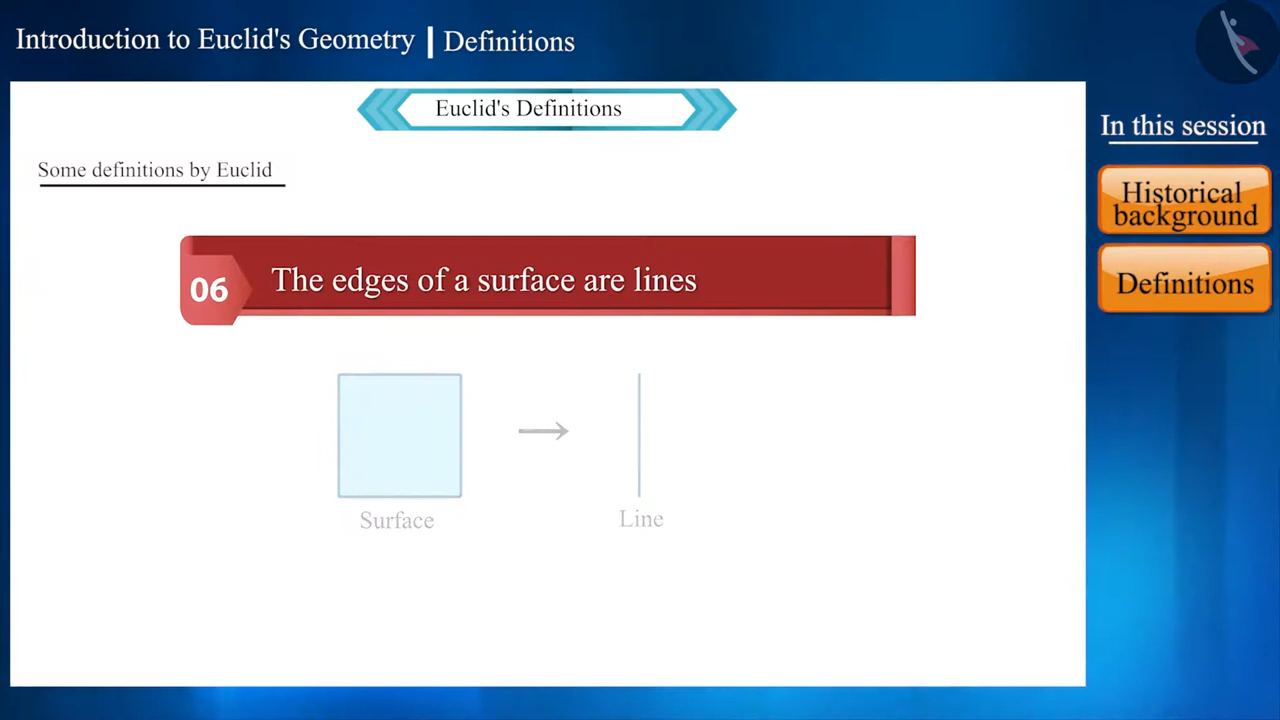 Introduction to Euclid's Geometry | Definitions
Euclid's Definitions
In this session
Some definitions by Euclid
Historical
background
06 The edges of a surface are lines
Definitions
Surface
Line